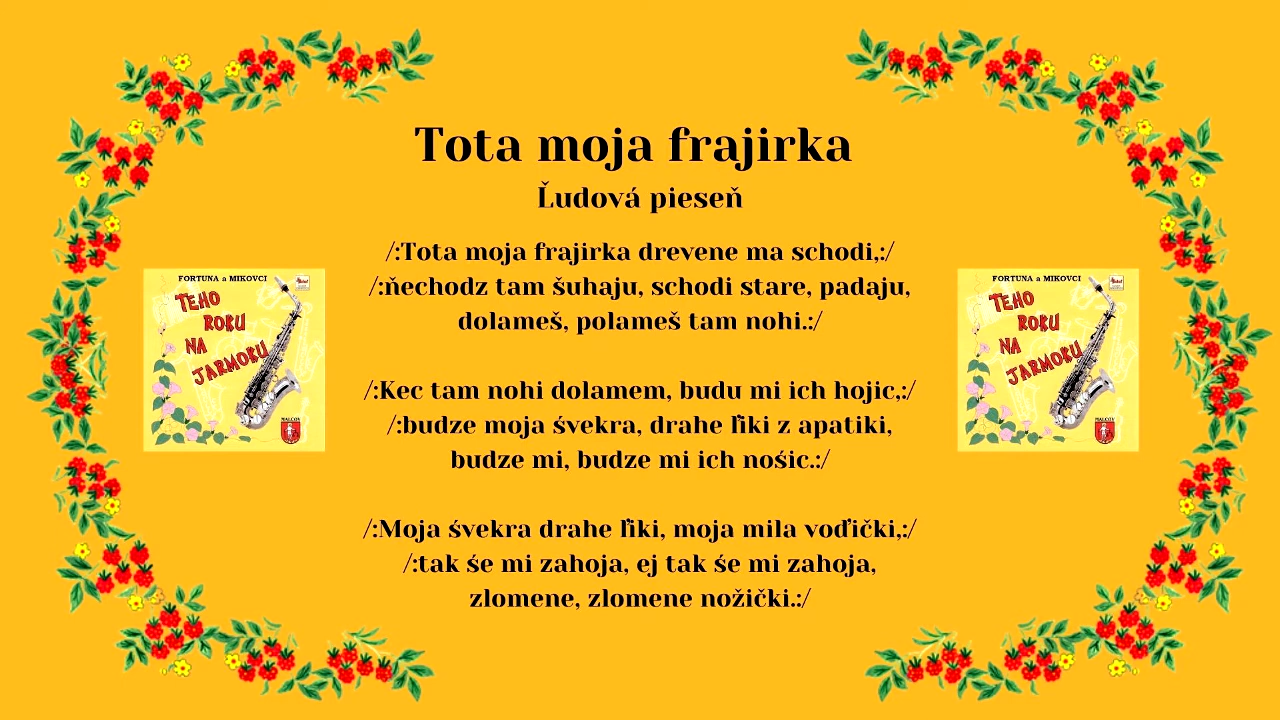 Tota moja frajirka
Ľudová pieseň
/:Tota moja frajirka drevene ma schodi,:/
/:ňechodz tam šuhaju, schodi stare, padaju,
dolameš, polameš tam nohi.:/
/:Kec tam nohi dolamem, budu mi ich hojic,:/
/:budze moja śvekra, drahe ľiki z apatiki,
budze mi, budze mi ich nośic.:/
/:Moja śvekra drahe ľiki, moja mila voďički,:/
/:tak śe mi zahoja, ej tak śe mi zahoja,
zlomene, zlomene nožički.:/
FORTUNA a MIKOVCI
TEHO
ROKU
NA
JARMOKU
MALCOV
FORTUNA a MIKOVCI
TEHO
ROKU
NA
JARMOKU
MALCOV